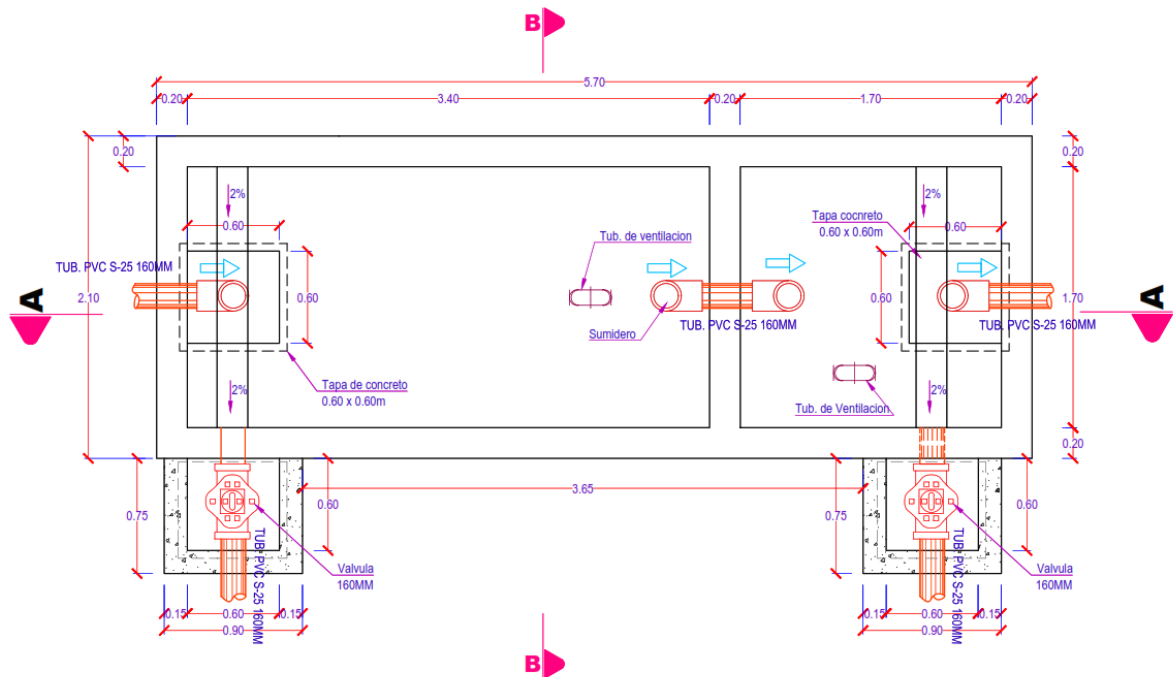 B
5.70
0.20
3.40
0.20
1.70
0.20
0.20
0.20
2%
2%
0.60
Tapa cocnreto
0.60 x 0.60m
0.60
Tub. de ventilacion
TUB. PVC S-25 160MM
A
2.10
0.60
0.60
1.70
A
Sumidero
TUB. PVC S-25 160MM
TUB. PVC S-25 160MM
Tapa de concreto
0.60 x 0.60m
2%
2%
Tub. de Ventilacion
0.20
3.65
0.75
0.60
0.75
0.60
TUB. PVC S-25 160MM
TUB. PVC S-25 160MM
Valvula
160MM
Valvula
160MM
0.15
0.60
0.15
0.15
0.60
0.15
0.90
0.90
B